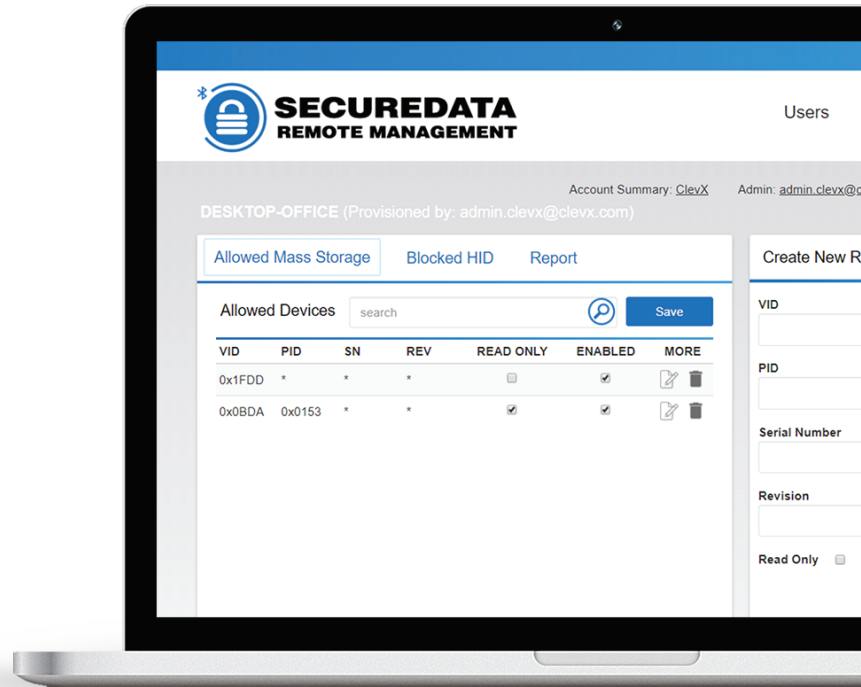 SECUREDATA
REMOTE MANAGEMENT
Users
Account Summary: ClevX Admin: admin.clevx@
DESKTOP-OFFICE (Provisioned by: admin.clevx@clevx.com)
Allowed Mass Storage Blocked HID Report
Create New R
Allowed Devices search Save
VID PID SN REV READ ONLY ENABLED MORE
0x1FDD * * *
0x0BDA 0x0153 * *
VID
PID
Serial Number
Revision
Read Only